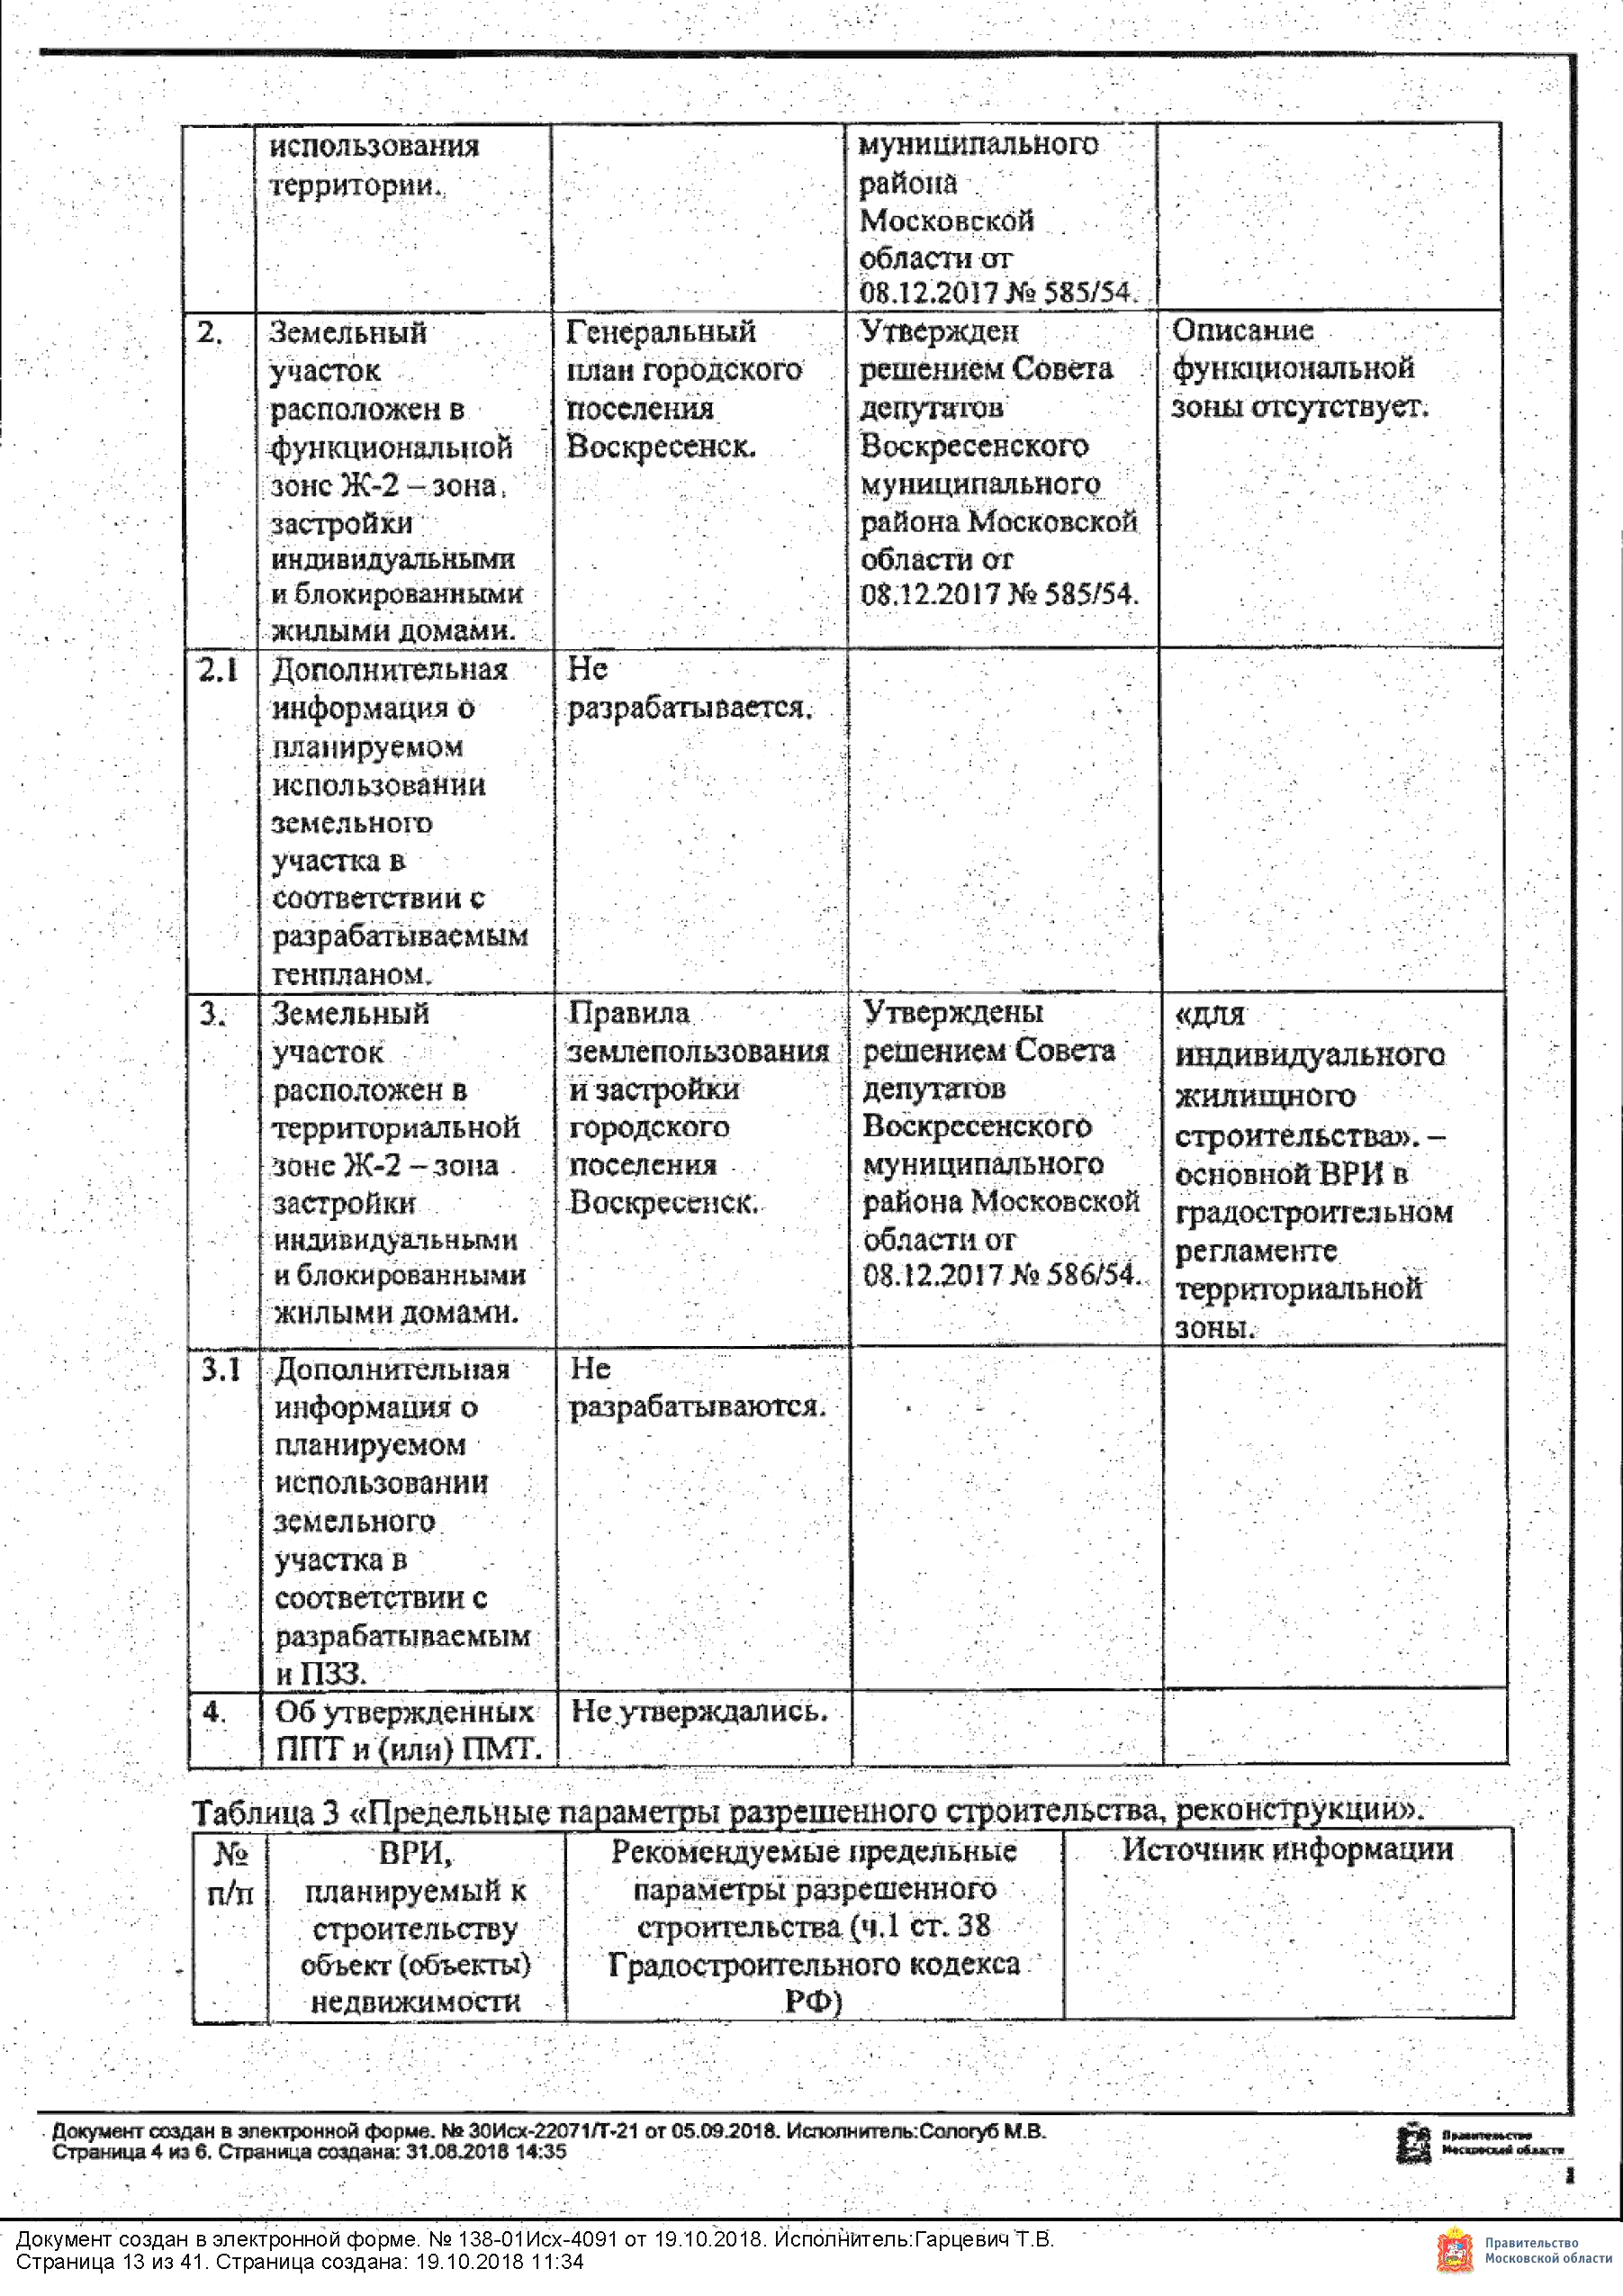 использования
территории.
муниципального
района
Московской
области от
08.12.2017 № 585/54.
2.
Земельный
участок
расположен в
функциональной
зоне Ж-2 – зона
застройки
индивидуальными
и блокированными
жилыми домами.
Генеральный
план городского
поселения
Воскресенск.
Утвержден
решением Совета
депутатов
Воскресенского
муниципального
района Московской
области от
08.12.2017 № 585/54.
Описание
функциональной
зоны отсутствует.
2.1
Дополнительная
информация о
планируемом
использовании
земельного
участка в
соответствии с
разрабатываемым
генпланом.
Не
разрабатывается.
3.
Земельный
участок
расположен в
территориальной
зоне Ж-2 – зона
застройки
индивидуальными
и блокированными
жилыми домами.
Правила
землепользования
и застройки
городского
поселения
Воскресенск.
Утверждены
решением Совета
депутатов
Воскресенского
муниципального
района Московской
области от
08.12.2017 № 586/54.
«для
индивидуального
жилищного
строительства». –
основной ВРИ в
градостроительном
регламенте
территориальной
зоны.
3.1
Дополнительная
информация о
планируемом
использовании
земельного
участка в
соответствии с
разрабатываемым
и ПЗЗ.
Не
разрабатываются.
4.
Об утвержденных
ППТ и (или) ПМТ.
Не утверждались.
Таблица 3 «Предельные параметры разрешенного строительства, реконструкции».
№
п/п
ВРИ,
планируемый к
строительству
объект (объекты)
недвижимости
Рекомендуемые предельные
параметры разрешенного
строительства (ч.1 ст. 38
Градостроительного кодекса
РФ)
Источник информации
Документ создан в электронной форме. № 30Исх-22071/Т-21 от 05.09.2018. Исполнитель:Сологуб М.В.
Страница 4 из 6. Страница создана: 31.08.2018 14:35
Правительство
Московской области
Документ создан в электронной форме. № 138-01Исх-4091 от 19.10.2018. Исполнитель:Гарцевич Т.В.
Страница 13 из 41. Страница создана: 19.10.2018 11:34
Правительство
Московской области